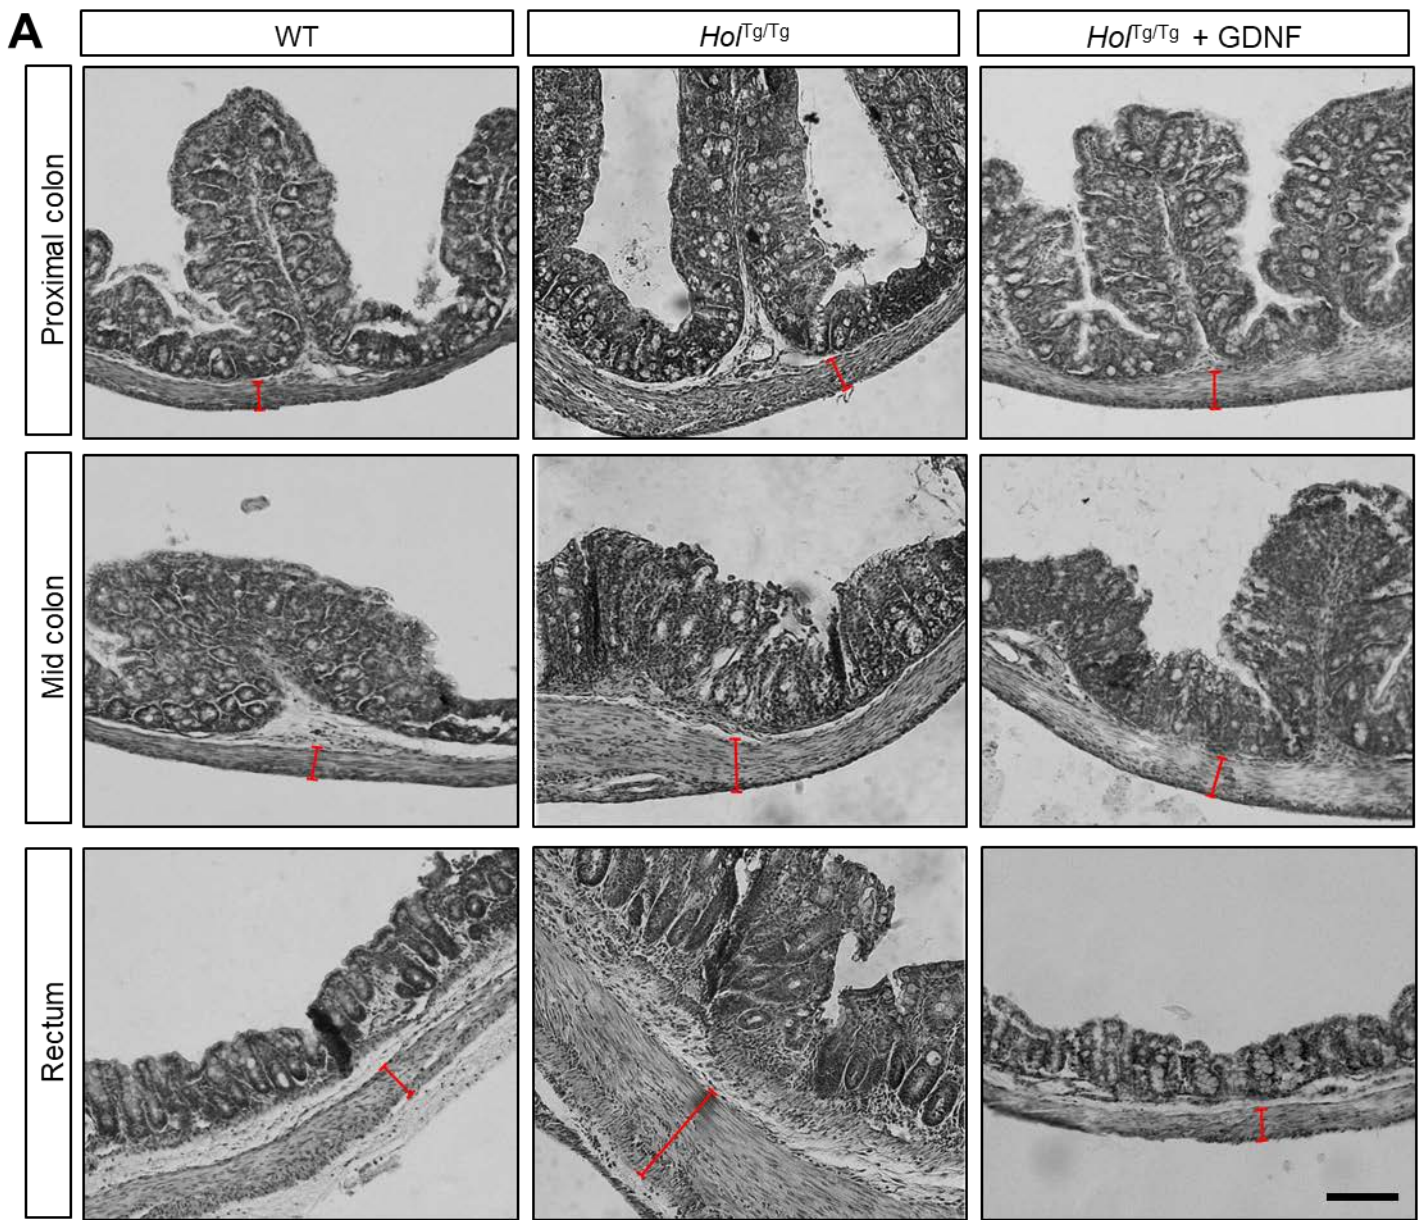 A
WT
Hol^Tg/Tg
Hol^Tg/Tg + GDNF
Proximal colon
Mid colon
Rectum